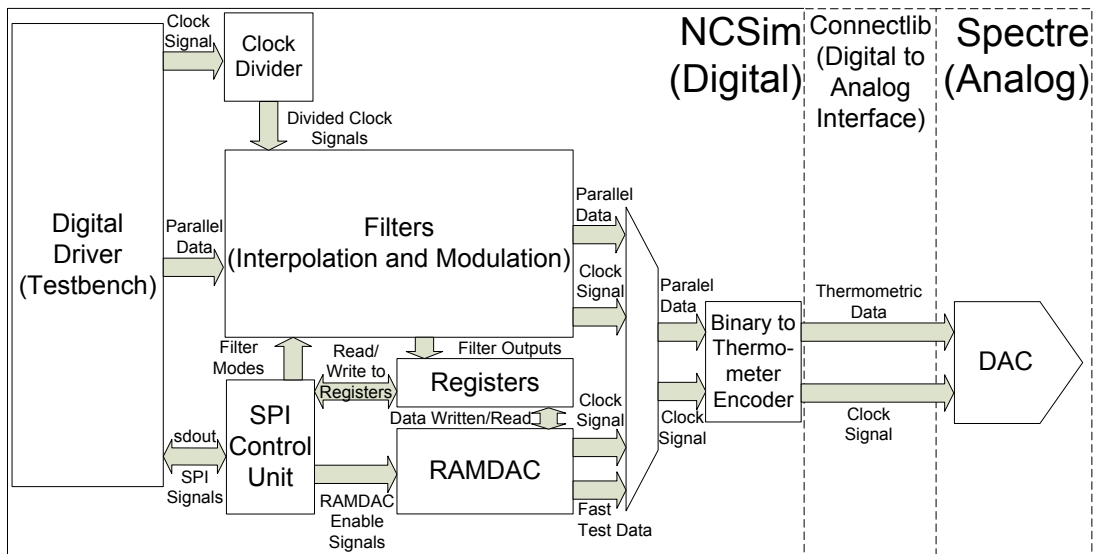 Clock
Signal
Clock
Divider
NCSim
(Digital)
Connectlib
(Digital to
Analog
Interface)
Spectre
(Analog)
Divided Clock
Signals
Digital
Driver
(Testbench)
Parallel
Data
Filters
(Interpolation and Modulation)
Parallel
Data
Clock
Signal
Paralel
Data
Binary to
Thermo-
meter
Encoder
Thermometric
Data
DAC
Clock
Signal
Filter
Modes
Read/
Write to
Registers
Filter Outputs
Registers
Clock
Signal
Clock
Signal
Data Written/Read
SPI
Control
Unit
sdout
SPI
Signals
RAMDAC
RAMDAC
Enable
Signals
Fast
Test Data